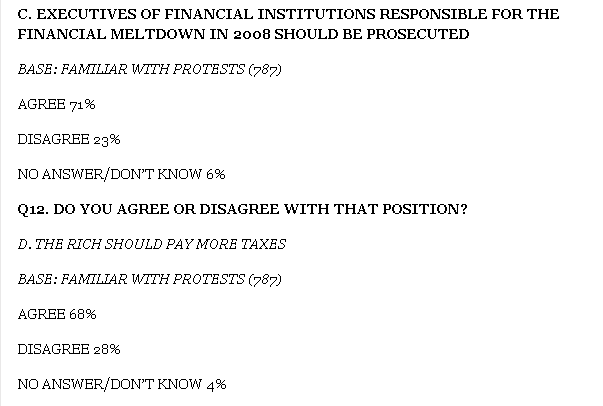 C. EXECUTIVES OF FINANCIAL INSTITUTIONS RESPONSIBLE FOR THE
FINANCIAL MELTDOWN IN 2008 SHOULD BE PROSECUTED
BASE: FAMILIAR WITH PROTESTS (787)
AGREE 71%
DISAGREE 23%
NO ANSWER/DON'T KNOW 6%
Q12. DO YOU AGREE OR DISAGREE WITH THAT POSITION?
D. THE RICH SHOULD PAY MORE TAXES
BASE: FAMILIAR WITH PROTESTS (787)
AGREE 68%
DISAGREE 28%
NO ANSWER/DON'T KNOW 4%